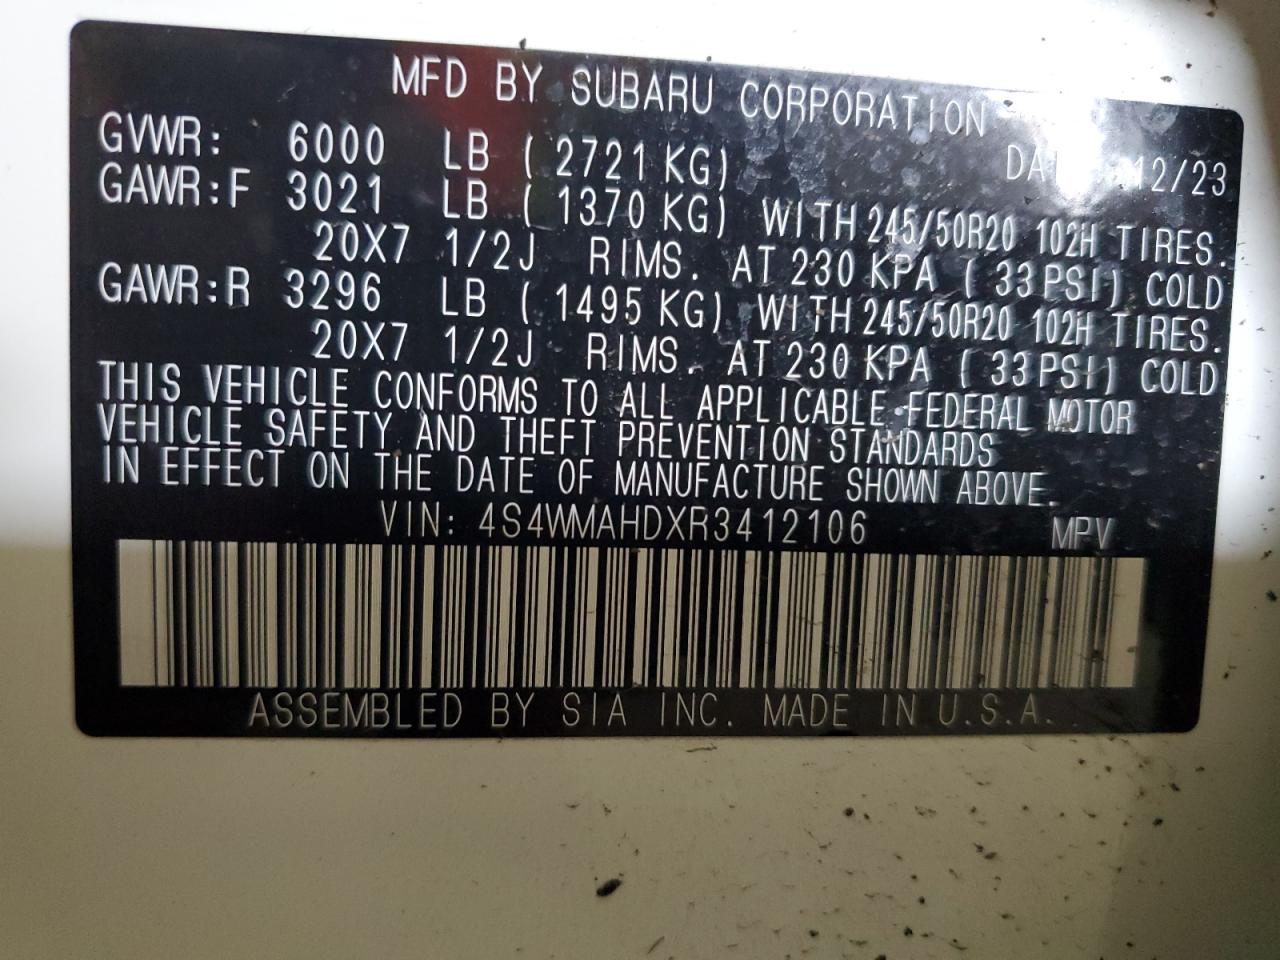 MFD BY SUBARU CORPORATION
GVWR: 6000 LB ( 2721 KG) 12/23
GAWR:F 3021 LB ( 1370 KG) WITH 245/50R20 102H TIRES.
20X7 1/2J RIMS. AT 230 KPA ( 33 PSI) COLD
GAWR:R 3296 LB ( 1495 KG) WITH 245/50R20 102H TIRES.
20X7 1/2J RIMS. AT 230 KPA ( 33 PSI) COLD
THIS VEHICLE CONFORMS TO ALL APPLICABLE FEDERAL MOTOR
VEHICLE SAFETY AND THEFT PREVENTION STANDARDS
IN EFFECT ON THE DATE OF MANUFACTURE SHOWN ABOVE.
VIN: 4S4WMAHDXR3412106 MPV
ASSEMBLED BY SIA INC. MADE IN U.S.A.